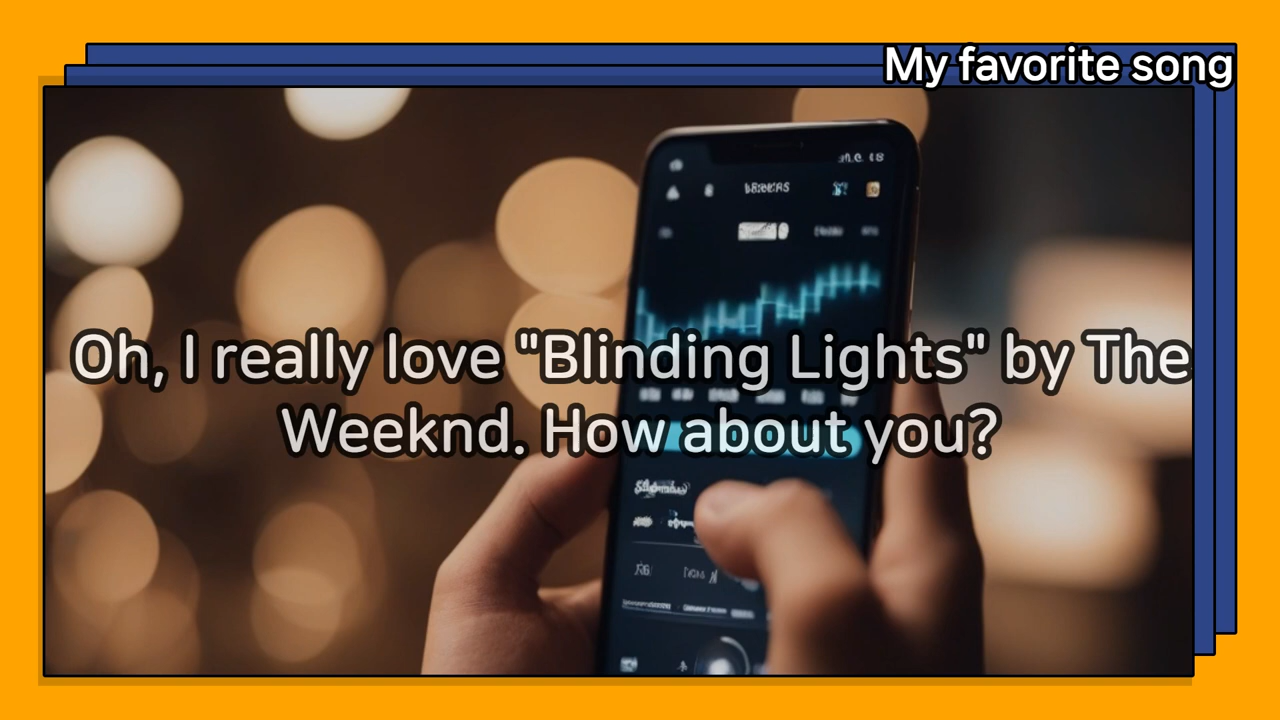 My favorite song
Oh, I really love "Blinding Lights" by The
Weeknd. How about you?